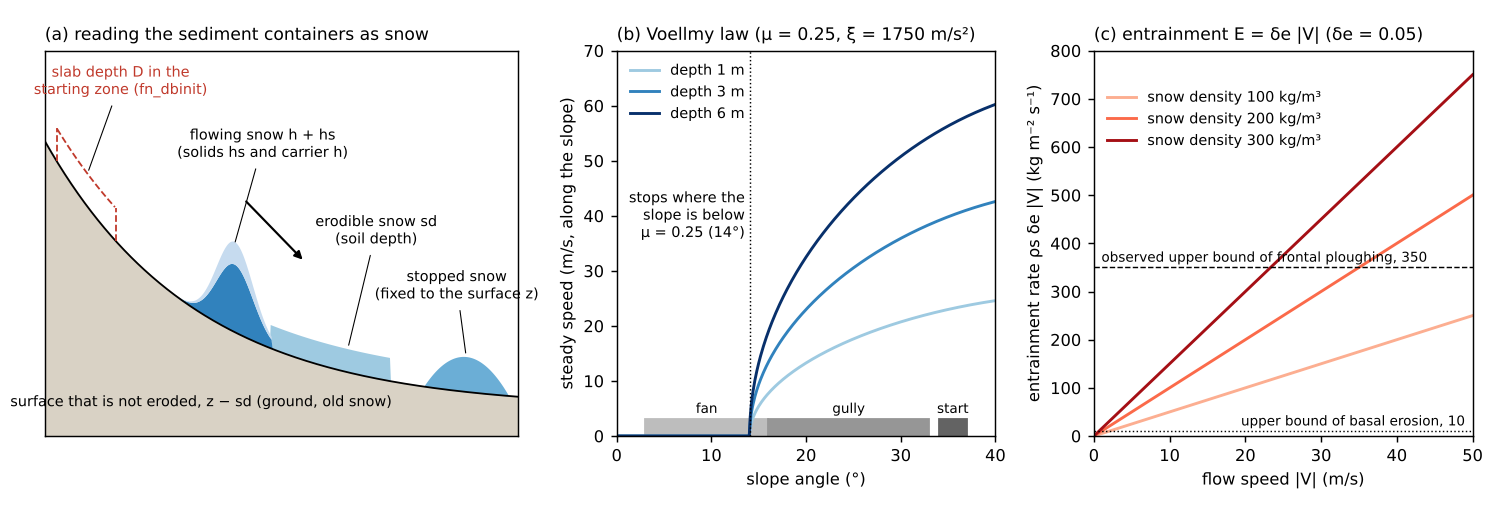 (a) reading the sediment containers as snow
slab depth D in the
starting zone (fn_dbinit)
flowing snow h + hs
(solids hs and carrier h)
erodible snow sd
(soil depth)
stopped snow
(fixed to the surface z)
surface that is not eroded, z − sd (ground, old snow)
(b) Voellmy law (μ = 0.25, ξ = 1750 m/s²)
steady speed (m/s, along the slope)
70
60
50
40
30
20
10
0
depth 1 m
depth 3 m
depth 6 m
stops where the
slope is below
μ = 0.25 (14°)
fan
gully
start
0
10
20
30
40
slope angle (°)
(c) entrainment E = δe |V| (δe = 0.05)
entrainment rate ρs δe |V| (kg m⁻² s⁻¹)
800
700
600
500
400
300
200
100
0
snow density 100 kg/m³
snow density 200 kg/m³
snow density 300 kg/m³
observed upper bound of frontal ploughing, 350
upper bound of basal erosion, 10
0
10
20
30
40
50
flow speed |V| (m/s)